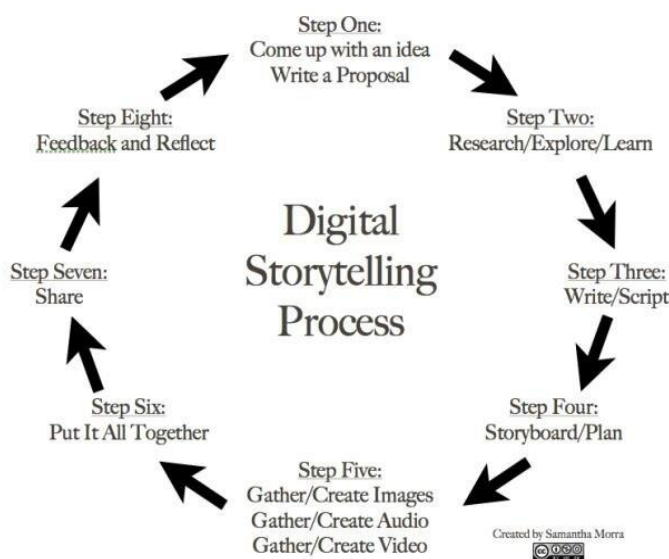 Step One:
Come up with an idea
Write a Proposal
Step Two:
Research/Explore/Learn
Step Three:
Write/Script
Step Four:
Storyboard/Plan
Step Five:
Gather/Create Images
Gather/Create Audio
Gather/Create Video
Step Six:
Put It All Together
Step Seven:
Share
Step Eight:
Feedback and Reflect
Digital
Storytelling
Process
Created by Samantha Morra